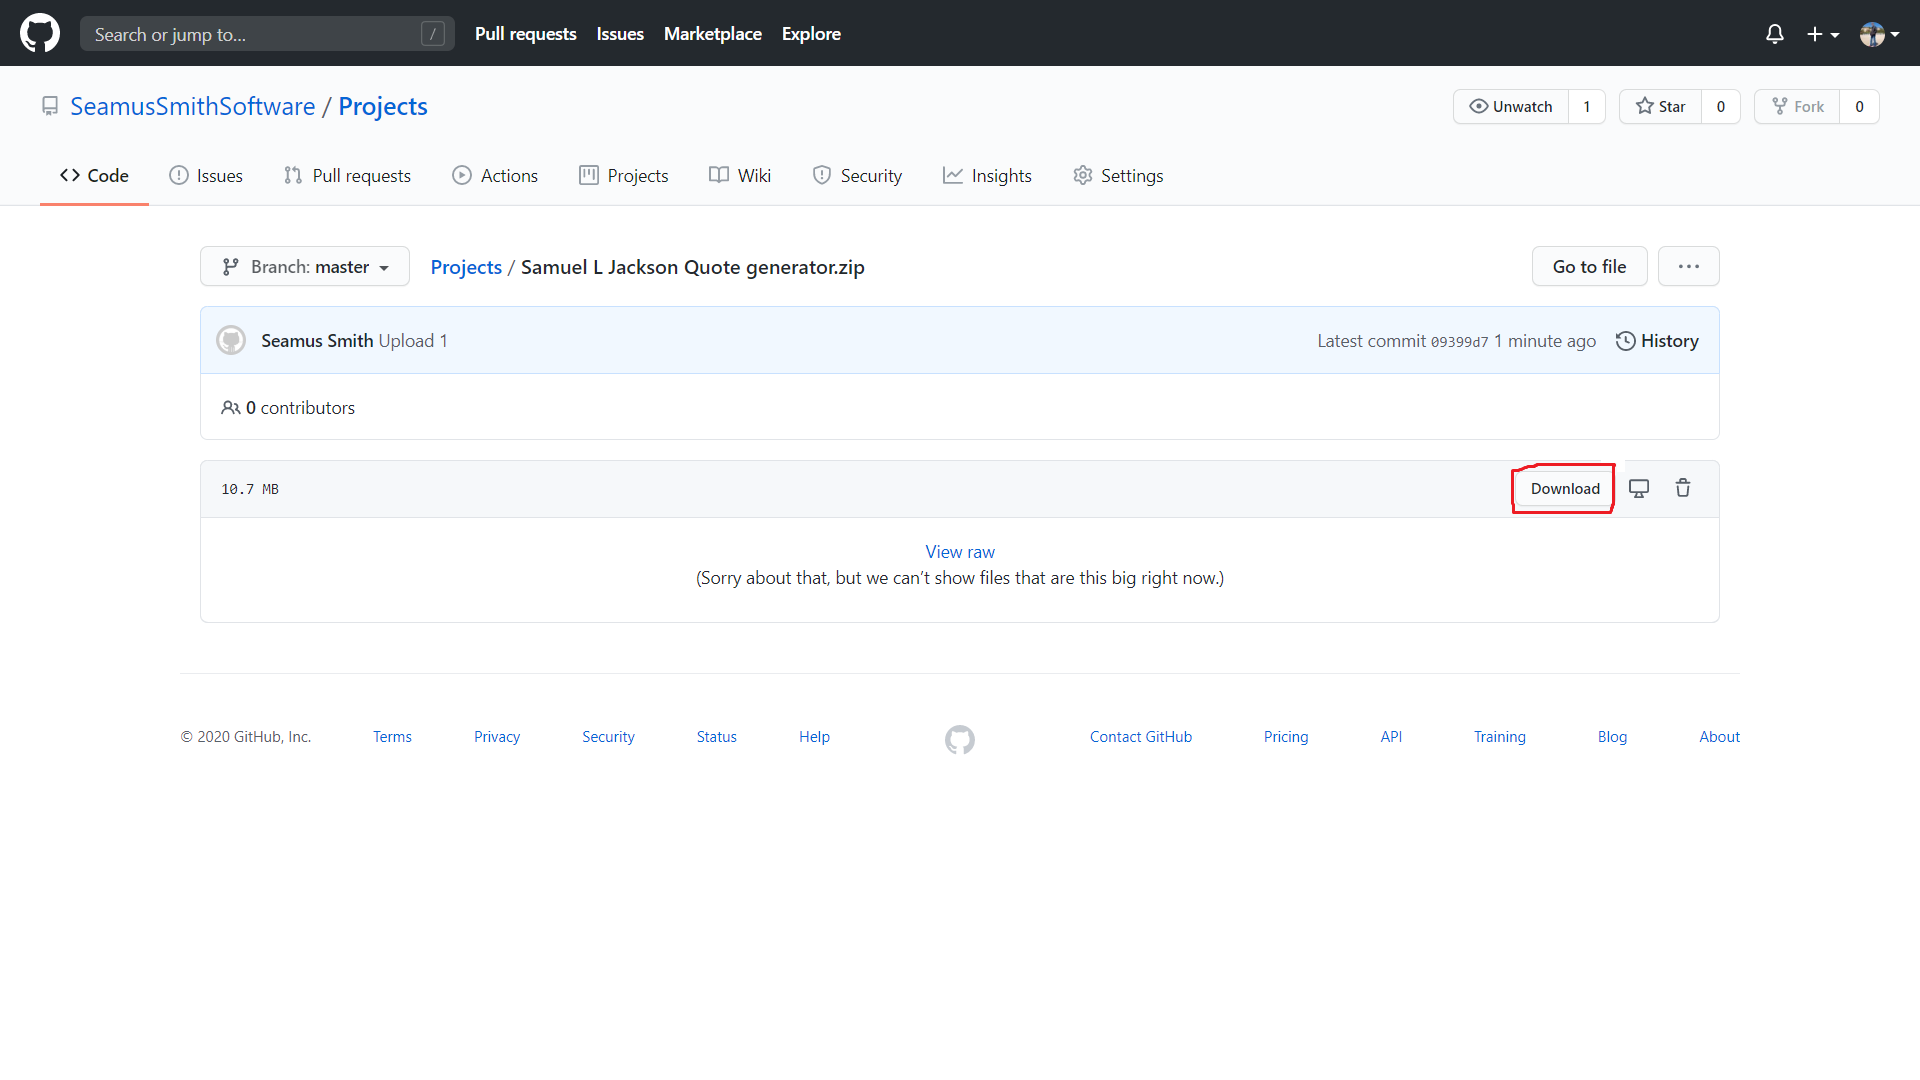 Search or jump to... /
Pull requests Issues Marketplace Explore
SeamusSmithSoftware / Projects
Unwatch 1 Star 0 Fork 0
Code Issues Pull requests Actions Projects Wiki Security Insights Settings
Branch: master Projects / Samuel L Jackson Quote generator.zip Go to file ...
Seamus Smith Upload 1 Latest commit 09399d7 1 minute ago History
0 contributors
10.7 MB Download
View raw
(Sorry about that, but we can’t show files that are this big right now.)
© 2020 GitHub, Inc. Terms Privacy Security Status Help Contact GitHub Pricing API Training Blog About